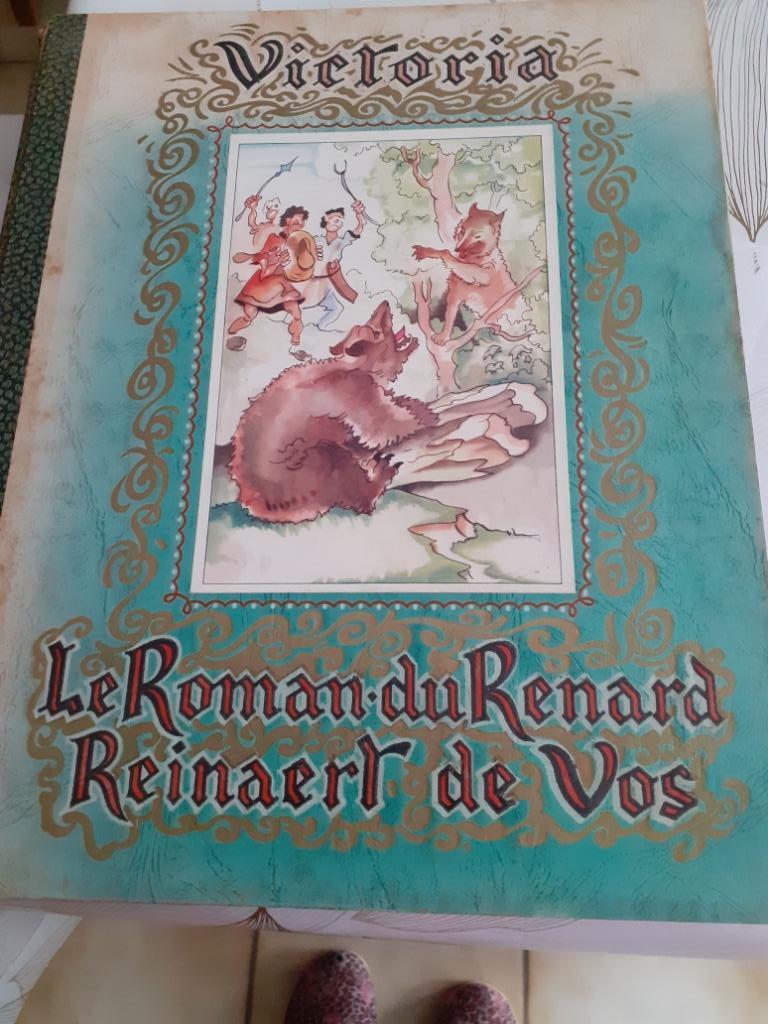 Victoria
Le Roman·du Renard
Reinaert de Vos